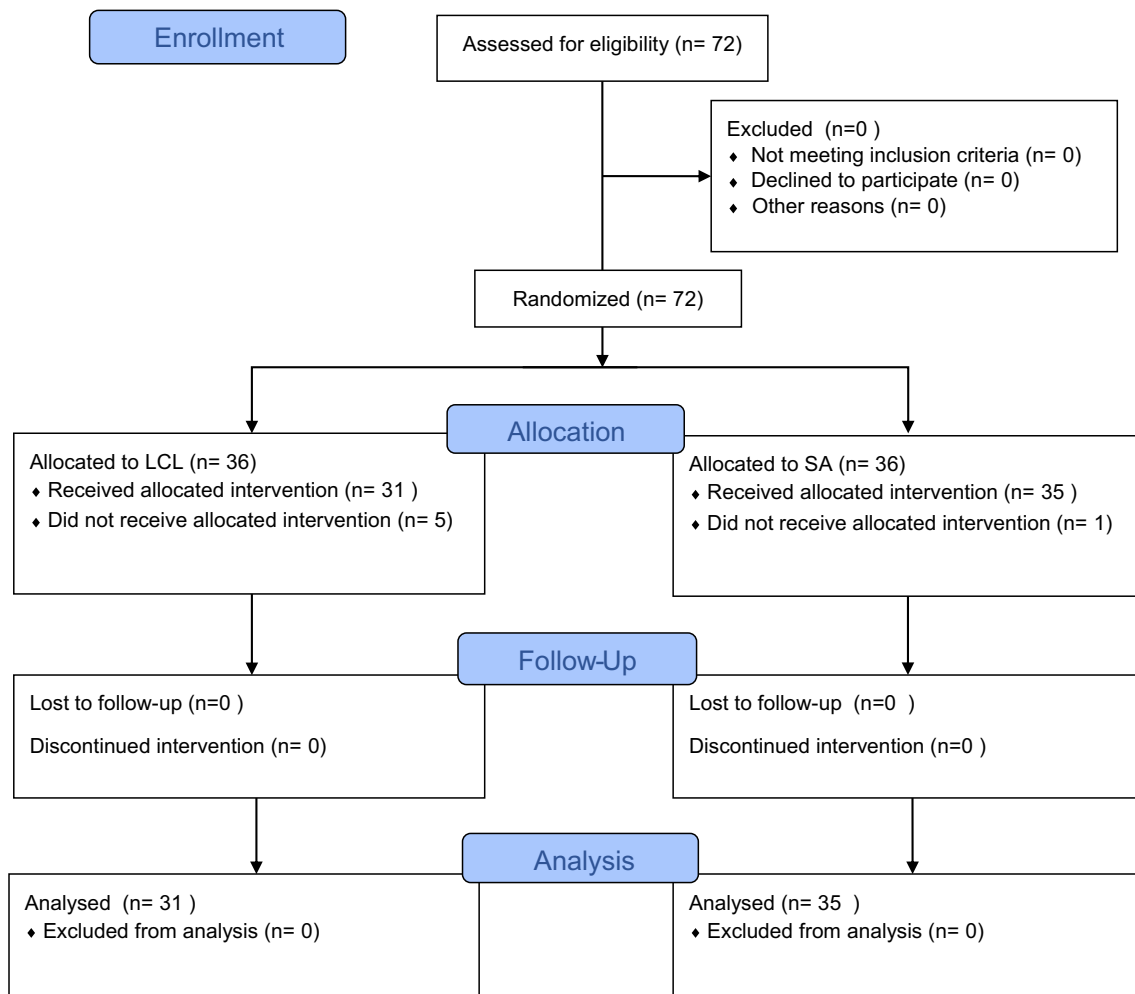 Enrollment
Assessed for eligibility (n= 72)
Excluded (n=0 )
♦ Not meeting inclusion criteria (n= 0)
♦ Declined to participate (n= 0)
♦ Other reasons (n= 0)
Randomized (n= 72)
Allocation
Allocated to LCL (n= 36)
♦ Received allocated intervention (n= 31 )
♦ Did not receive allocated intervention (n= 5)
Allocated to SA (n= 36)
♦ Received allocated intervention (n= 35 )
♦ Did not receive allocated intervention (n= 1)
Follow-Up
Lost to follow-up (n=0 )
Discontinued intervention (n= 0)
Lost to follow-up (n=0 )
Discontinued intervention (n=0 )
Analysis
Analysed (n= 31 )
♦ Excluded from analysis (n= 0)
Analysed (n= 35 )
♦ Excluded from analysis (n= 0)